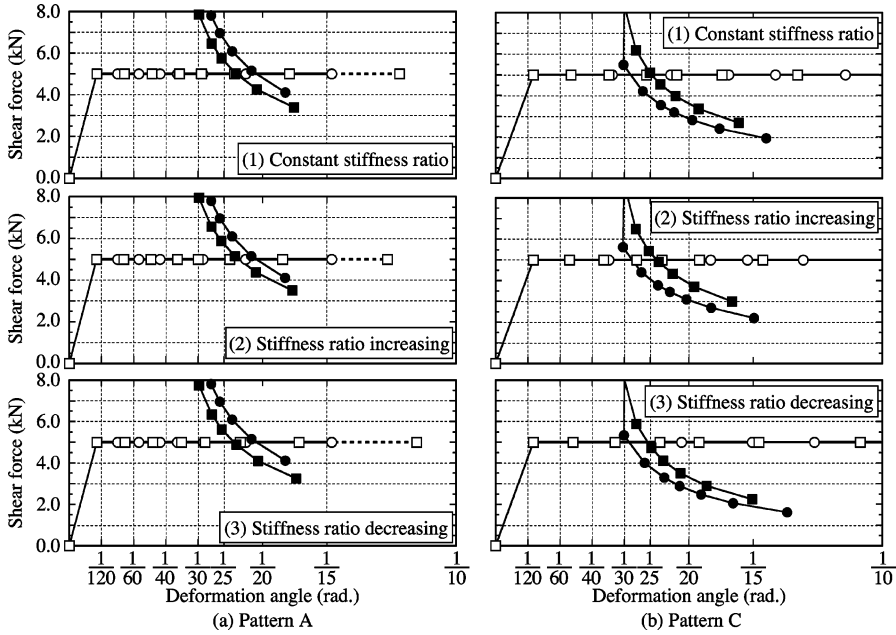 8.0
6.0
4.0
2.0
0.0
Shear force (kN)
(1) Constant stiffness ratio
8.0
6.0
4.0
2.0
0.0
Shear force (kN)
(2) Stiffness ratio increasing
8.0
6.0
4.0
2.0
0.0
Shear force (kN)
(3) Stiffness ratio decreasing
1/120 1/60 1/40 1/30 1/25 1/20 1/15 1/10
Deformation angle (rad.)
(a) Pattern A
(1) Constant stiffness ratio
(2) Stiffness ratio increasing
(3) Stiffness ratio decreasing
1/120 1/60 1/40 1/30 1/25 1/20 1/15 1/10
Deformation angle (rad.)
(b) Pattern C